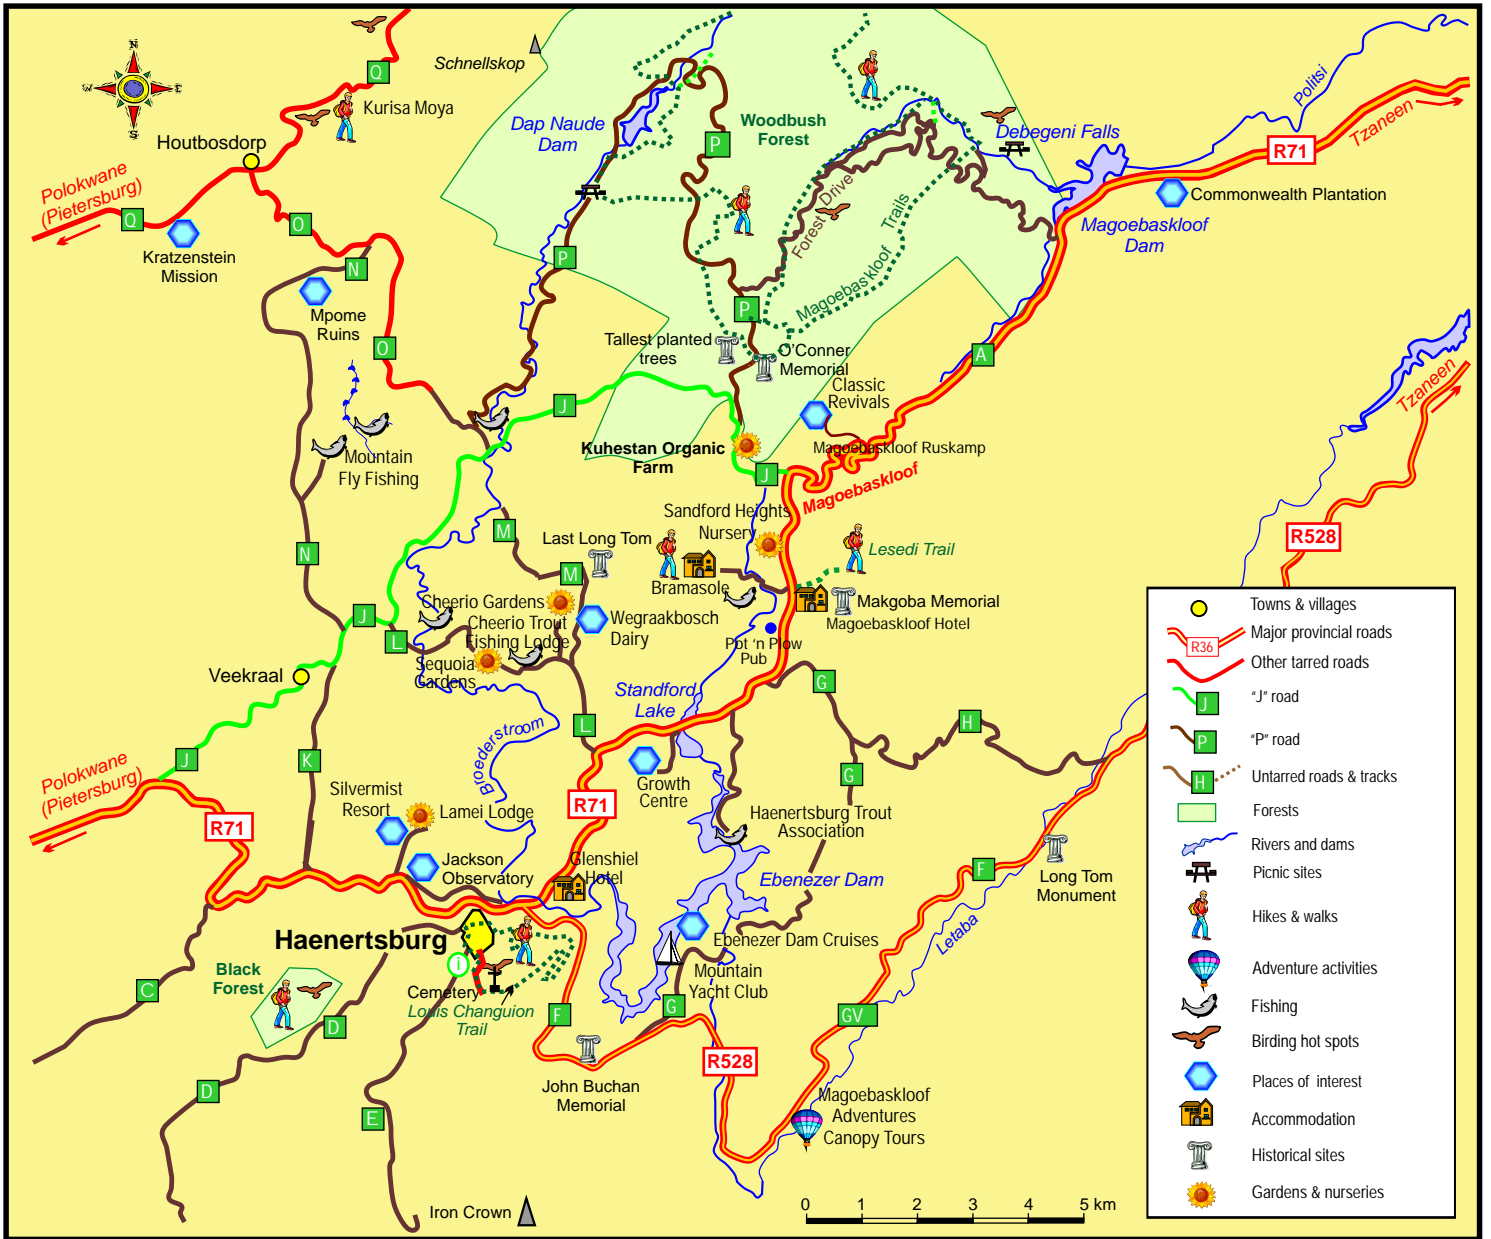 N
W
E
S
Schnellskop
Q
Kurisa Moya
Houtbosdorp
Polokwane
(Pietersburg)
Q
O
Kratzenstein
Mission
N
Mpome
Ruins
O
Dap Naude
Dam
Woodbush
Forest
P
P
P
Debegeni Falls
Politsi
Tzaneen
R71
Commonwealth Plantation
Magoebaskloof
Dam
Forest Drive
Magoebaskloof Trails
Tallest planted
trees
O'Conner
Memorial
A
Classic
Revivals
Magoebaskloof Ruskamp
Magoebaskloof
J
Kuhestan Organic
Farm
J
Mountain
Fly Fishing
Tzaneen
R528
Sandford Heights
Nursery
Lesedi Trail
M
Last Long Tom
M
Bramasole
Makgoba Memorial
Magoebaskloof Hotel
Pot 'n Plow
Pub
N
J
L
Cheerio Gardens
Cheerio Trout
Fishing Lodge
Wegraakbosch
Dairy
Sequoia
Gardens
Veekraal
Standford
Lake
G
H
L
Broederstroom
J
K
Polokwane
(Pietersburg)
R71
Silvermist
Resort
Lamei Lodge
R71
Growth
Centre
G
Haenertsburg Trout
Association
Jackson
Observatory
Glenshiel
Hotel
Ebenezer Dam
F
Long Tom
Monument
Letaba
Haenertsburg
i
Ebenezer Dam Cruises
Mountain
Yacht Club
Black
Forest
C
Cemetery
Louis Changuion
Trail
D
F
G
GV
D
John Buchan
Memorial
R528
E
Magoebaskloof
Adventures
Canopy Tours
Iron Crown
0 1 2 3 4 5 km
Towns & villages
R36
Major provincial roads
Other tarred roads
J
"J" road
P
"P" road
H
Untarred roads & tracks
Forests
Rivers and dams
Picnic sites
Hikes & walks
Adventure activities
Fishing
Birding hot spots
Places of interest
Accommodation
Historical sites
Gardens & nurseries